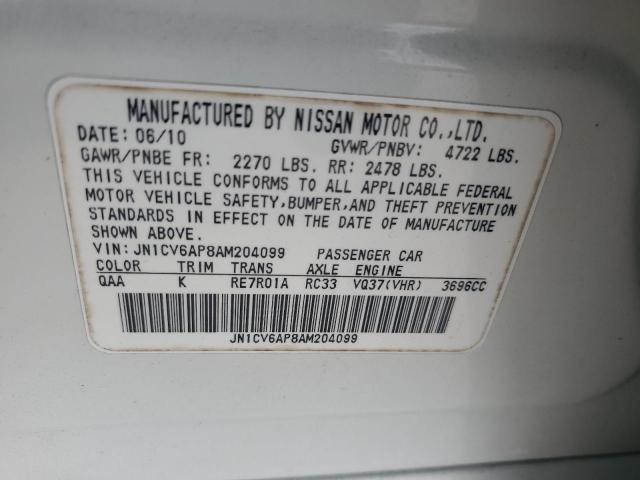 MANUFACTURED BY NISSAN MOTOR CO.,LTD.
DATE: 06/10 GVWR/PNBV: 4722 LBS.
GAWR/PNBE FR: 2270 LBS. RR: 2478 LBS.
THIS VEHICLE CONFORMS TO ALL APPLICABLE FEDERAL
MOTOR VEHICLE SAFETY,BUMPER,AND THEFT PREVENTION
STANDARDS IN EFFECT ON THE DATE OF MANUFACTURE
SHOWN ABOVE.
VIN: JN1CV6AP8AM204099 PASSENGER CAR
COLOR TRIM TRANS AXLE ENGINE
QAA K RE7R01A RC33 VQ37(VHR) 3696CC
JN1CV6AP8AM204099